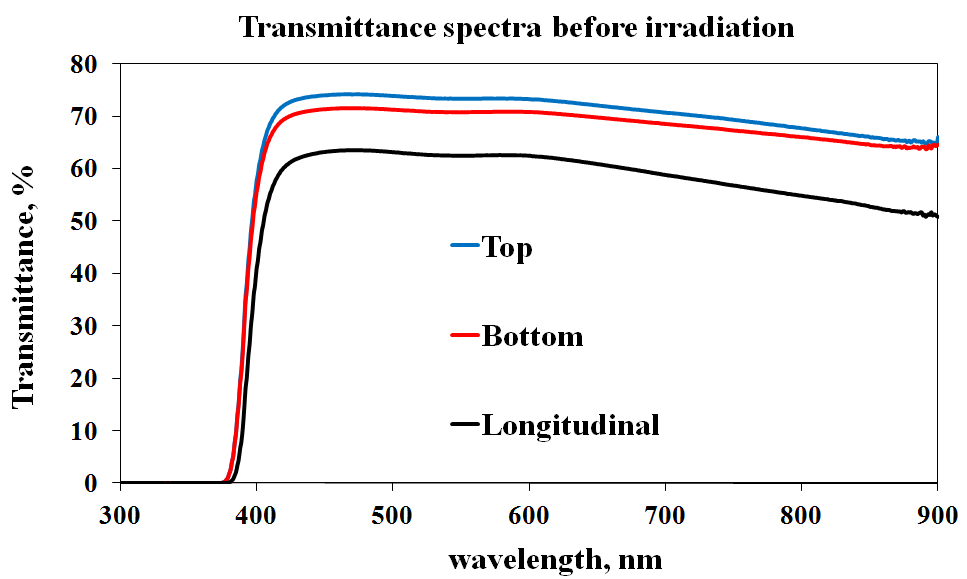 Transmittance spectra before irradiation
80
70
60
50
40
30
20
10
0
Transmittance, %
Top
Bottom
Longitudinal
300 400 500 600 700 800 900
wavelength, nm